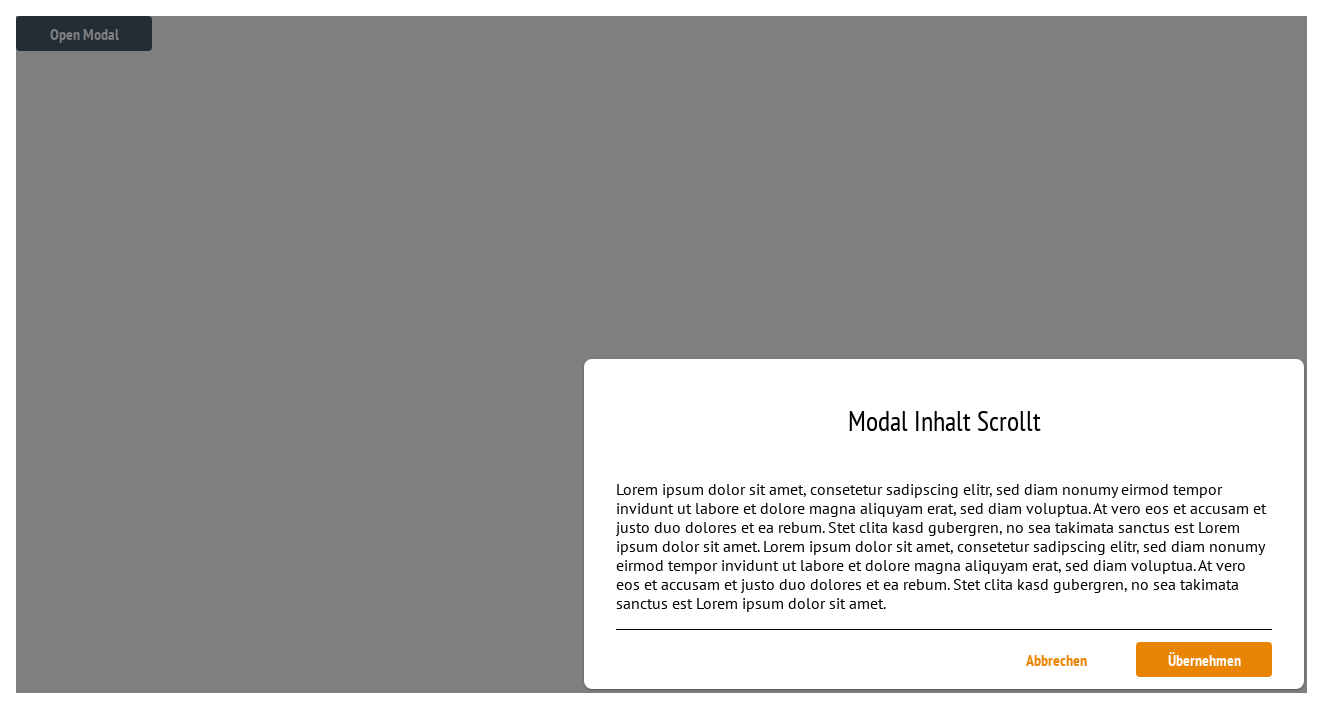 Open Modal
Modal Inhalt Scrollt
Lorem ipsum dolor sit amet, consetetur sadipscing elitr, sed diam nonumy eirmod tempor
invidunt ut labore et dolore magna aliquyam erat, sed diam voluptua. At vero eos et accusam et
justo duo dolores et ea rebum. Stet clita kasd gubergren, no sea takimata sanctus est Lorem
ipsum dolor sit amet. Lorem ipsum dolor sit amet, consetetur sadipscing elitr, sed diam nonumy
eirmod tempor invidunt ut labore et dolore magna aliquyam erat, sed diam voluptua. At vero
eos et accusam et justo duo dolores et ea rebum. Stet clita kasd gubergren, no sea takimata
sanctus est Lorem ipsum dolor sit amet.
Abbrechen
Übernehmen